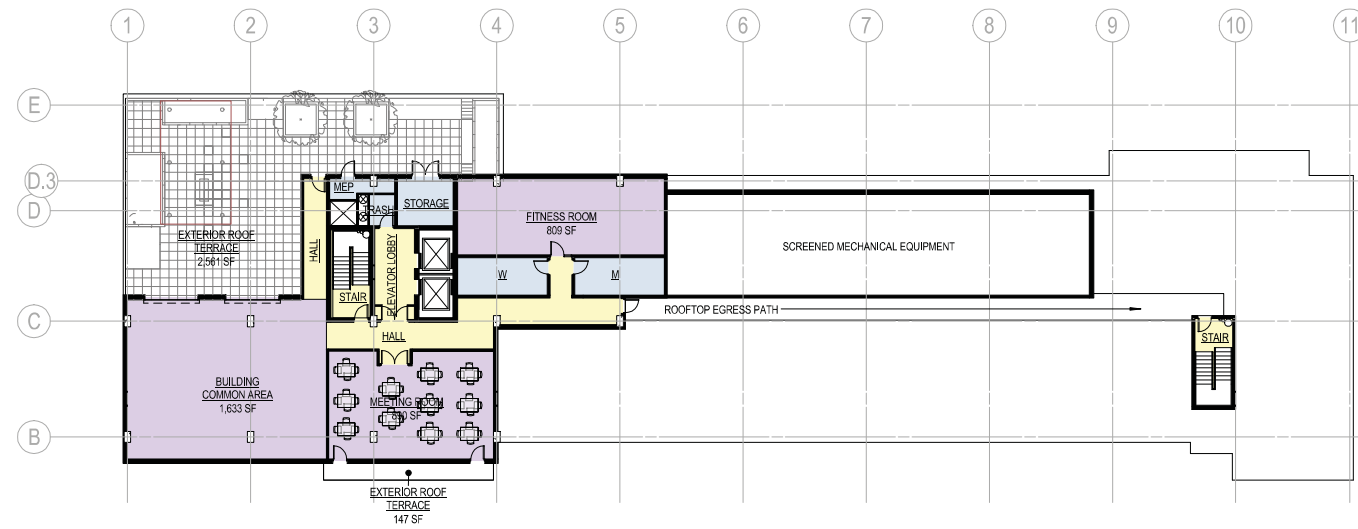 1 2 3 4 5 6 7 8 9 10 11
E
D.3
MEP
TRASH
STORAGE
D
FITNESS ROOM
809 SF
EXTERIOR ROOF
TERRACE
2,561 SF
HALL
ELEVATOR LOBBY
SCREENED MECHANICAL EQUIPMENT
W
M
STAIR
ROOFTOP EGRESS PATH
C
HALL
STAIR
BUILDING
COMMON AREA
1,633 SF
MEETING ROOM
SF
B
EXTERIOR ROOF
TERRACE
147 SF